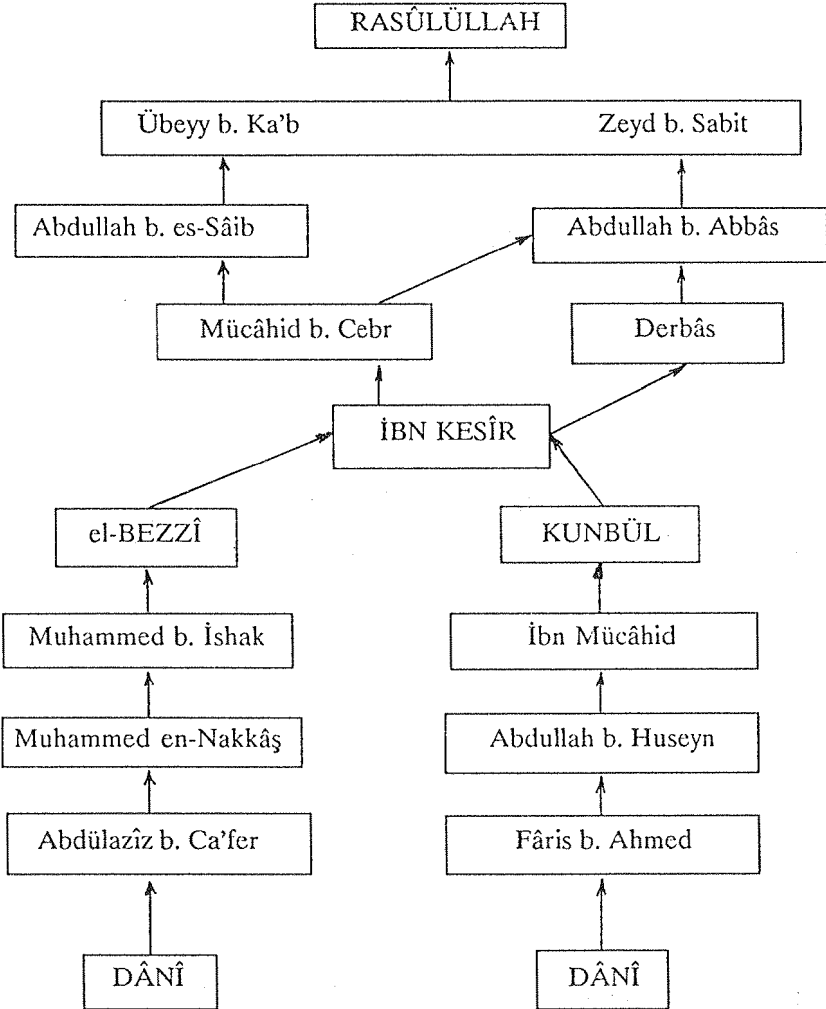 RASÛLÜLLAH
Übeyy b. Ka'b
Zeyd b. Sabit
Abdullah b. es-Sâib
Abdullah b. Abbâs
Mücâhid b. Cebr
Derbâs
İBN KESÎR
el-BEZZÎ
KUNBÜL
Muhammed b. İshak
İbn Mücâhid
Muhammed en-Nakkâş
Abdullah b. Huseyn
Abdülazîz b. Ca'fer
Fâris b. Ahmed
DÂNÎ
DÂNÎ